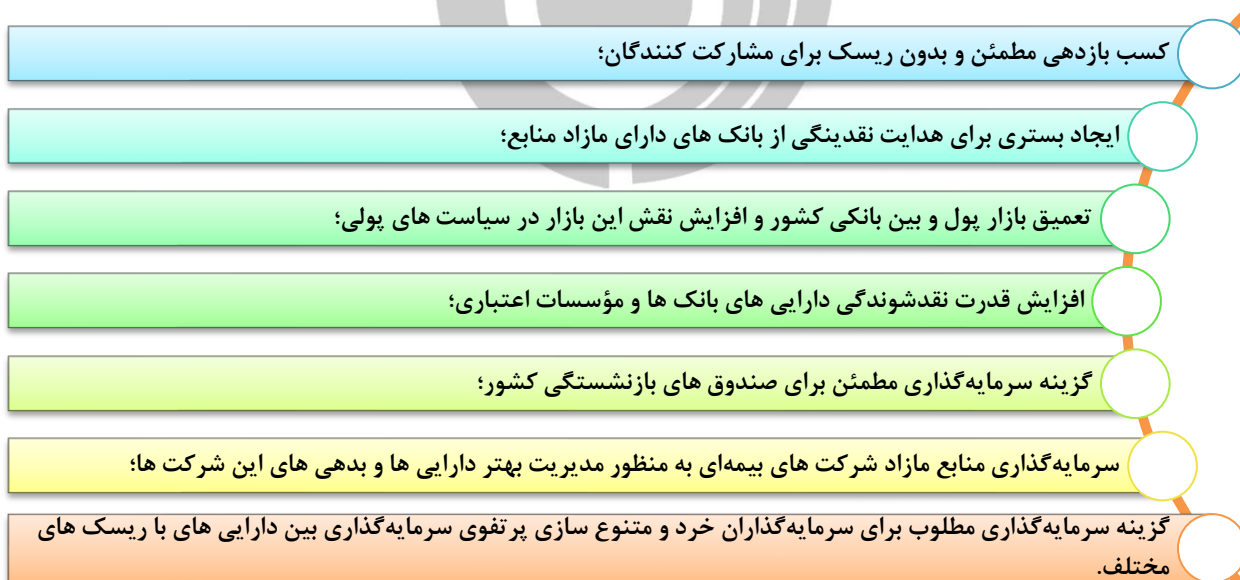 کسب بازدهی مطمئن و بدون ریسک برای مشارکت کنندگان؛
ایجاد بستری برای هدایت نقدینگی از بانک های دارای مازاد منابع؛
تعمیق بازار پول و بین بانکی کشور و افزایش نقش این بازار در سیاست های پولی؛
افزایش قدرت نقدشوندگی دارایی های بانک ها و مؤسسات اعتباری؛
گزینه سرمایه‌گذاری مطمئن برای صندوق های بازنشستگی کشور؛
سرمایه‌گذاری منابع مازاد شرکت های بیمه‌ای به منظور مدیریت بهتر دارایی ها و بدهی های این شرکت ها؛
گزینه سرمایه‌گذاری مطلوب برای سرمایه‌گذاران خرد و متنوع سازی پرتفوی سرمایه‌گذاری بین دارایی های با ریسک های
مختلف.